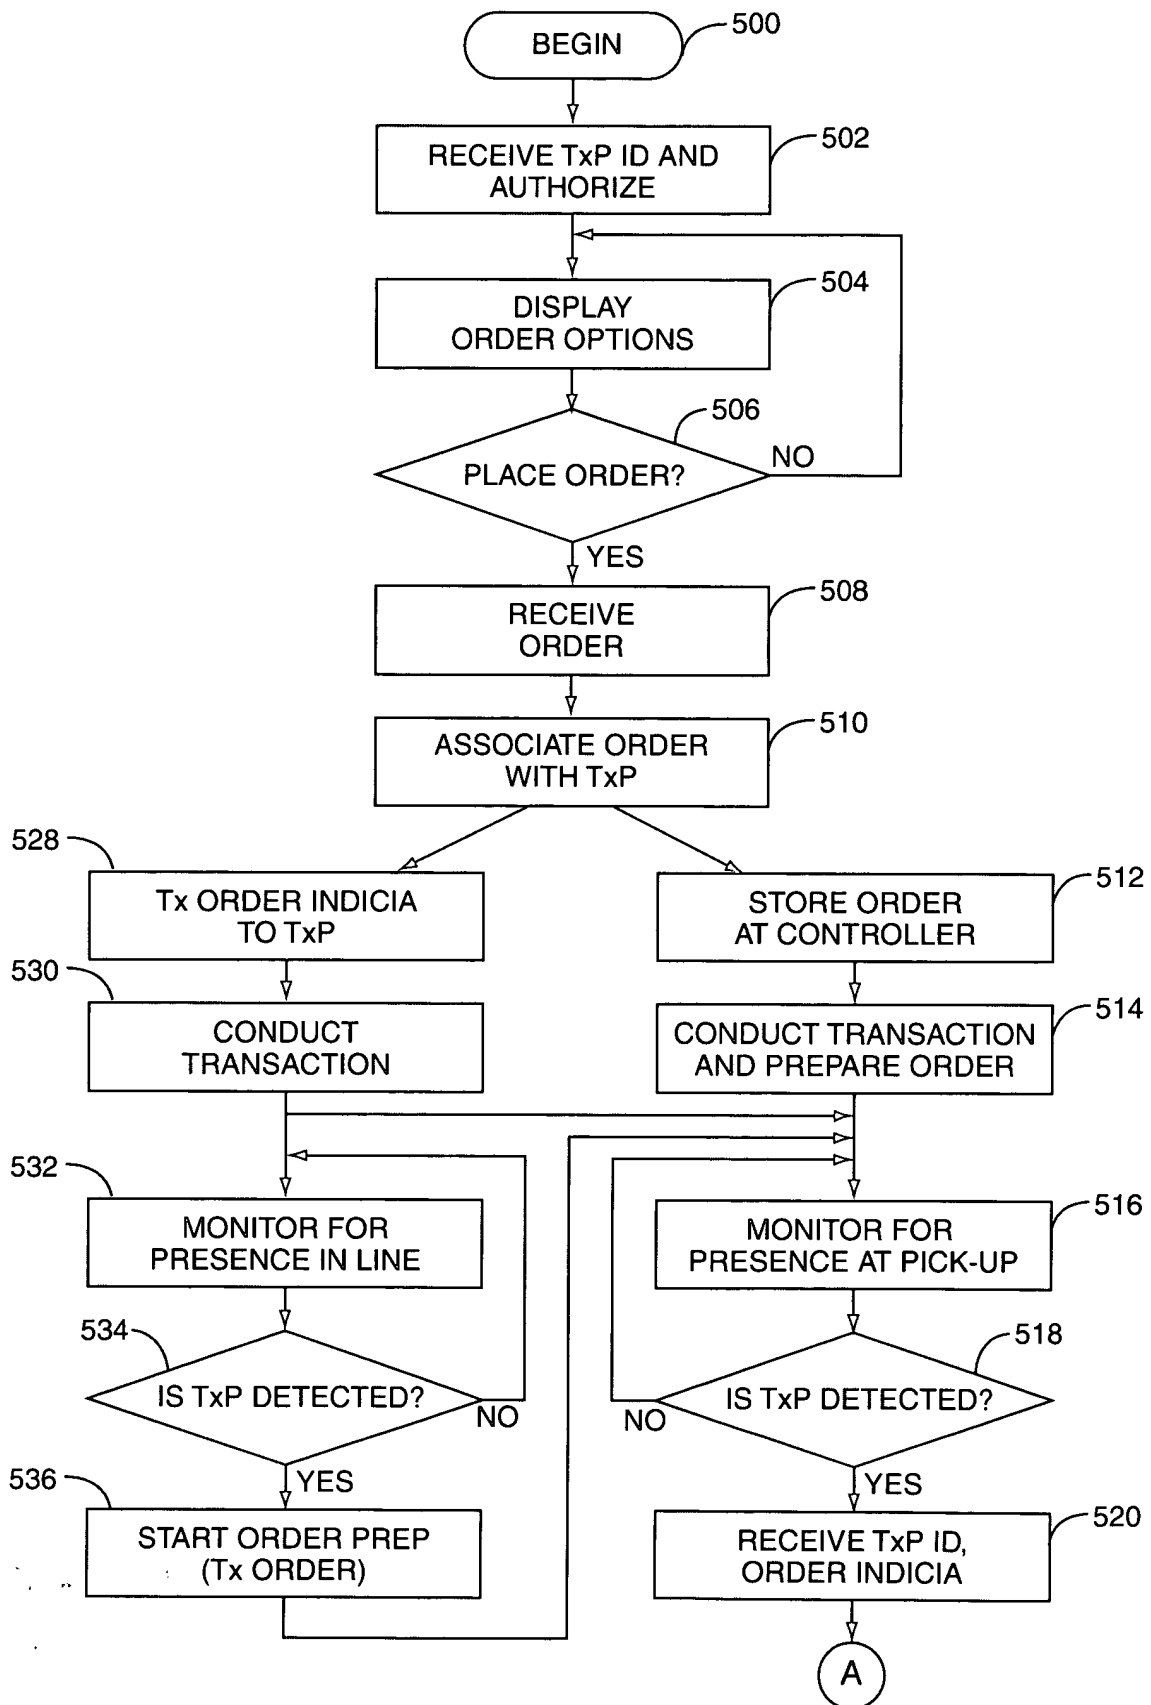 BEGIN
500
RECEIVE TxP ID AND
AUTHORIZE
502
DISPLAY
ORDER OPTIONS
504
PLACE ORDER?
506
NO
YES
RECEIVE
ORDER
508
ASSOCIATE ORDER
WITH TxP
510
528
Tx ORDER INDICIA
TO TxP
STORE ORDER
AT CONTROLLER
512
530
CONDUCT
TRANSACTION
CONDUCT TRANSACTION
AND PREPARE ORDER
514
532
MONITOR FOR
PRESENCE IN LINE
MONITOR FOR
PRESENCE AT PICK-UP
516
534
IS TxP DETECTED?
NO
YES
518
IS TxP DETECTED?
NO
YES
536
START ORDER PREP
(Tx ORDER)
RECEIVE TxP ID,
ORDER INDICIA
520
A